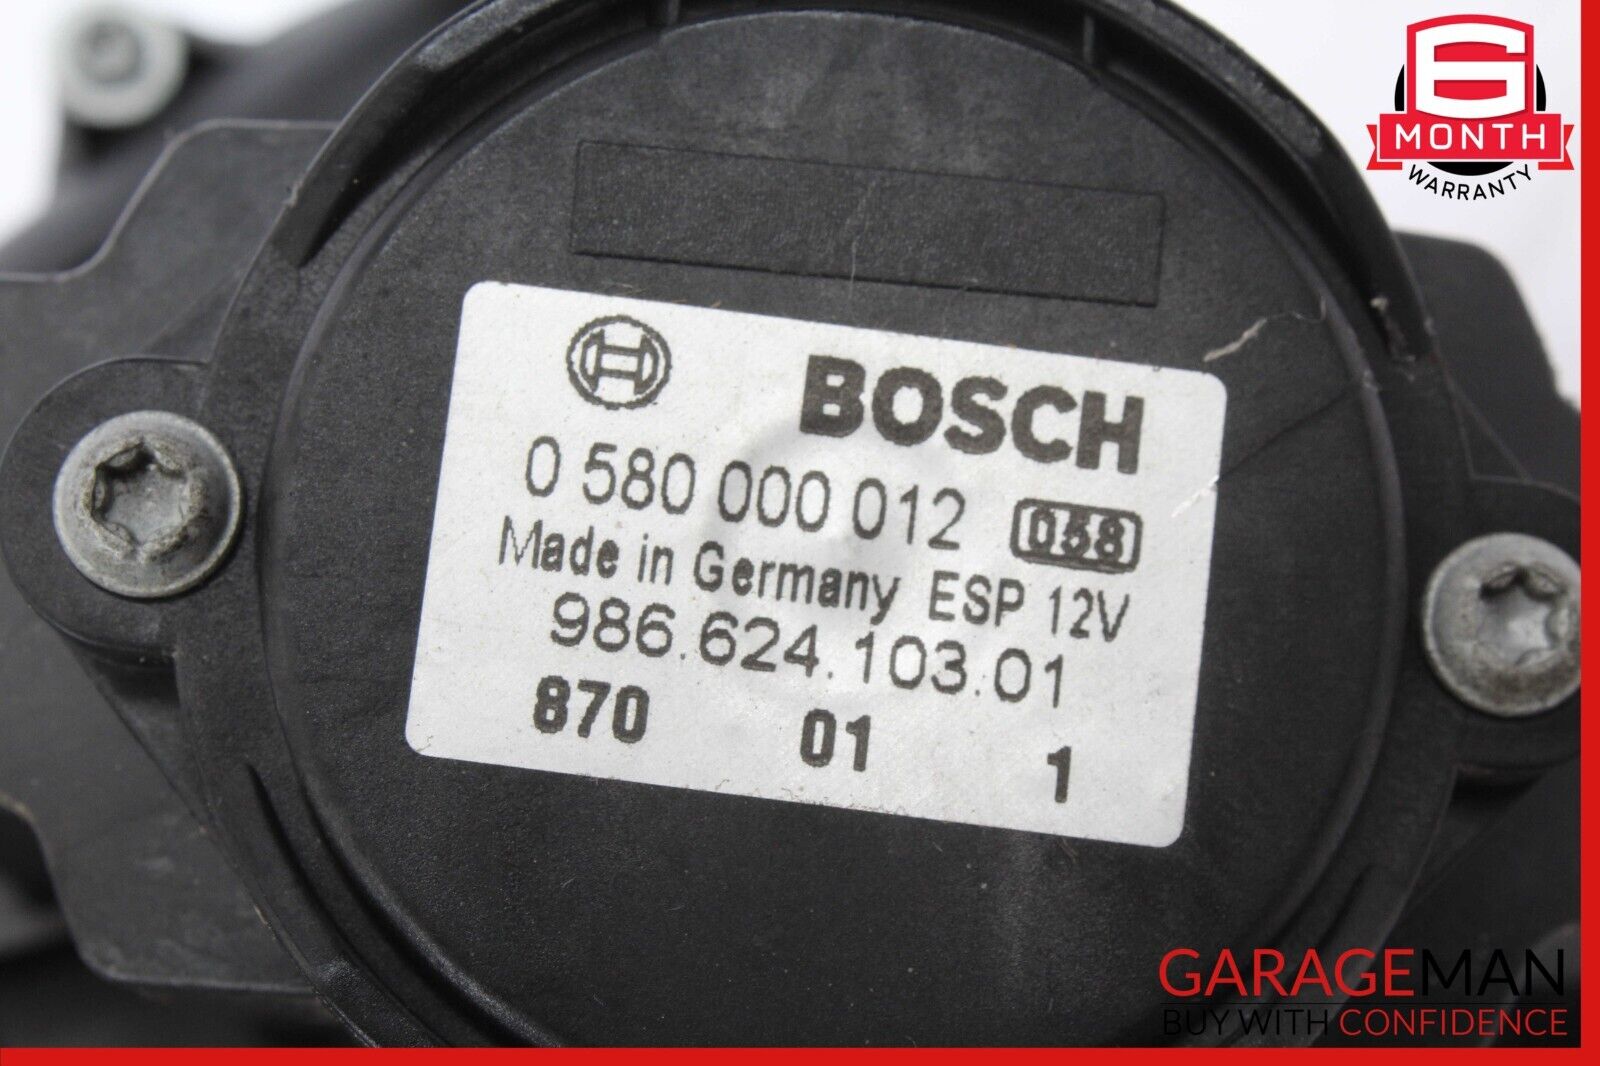 6
MONTH
WARRANTY
BOSCH
0 580 000 012 058
Made in Germany ESP 12V
986.624.103.01
870 01 1
GARAGEMAN
BUY WITH CONFIDENCE